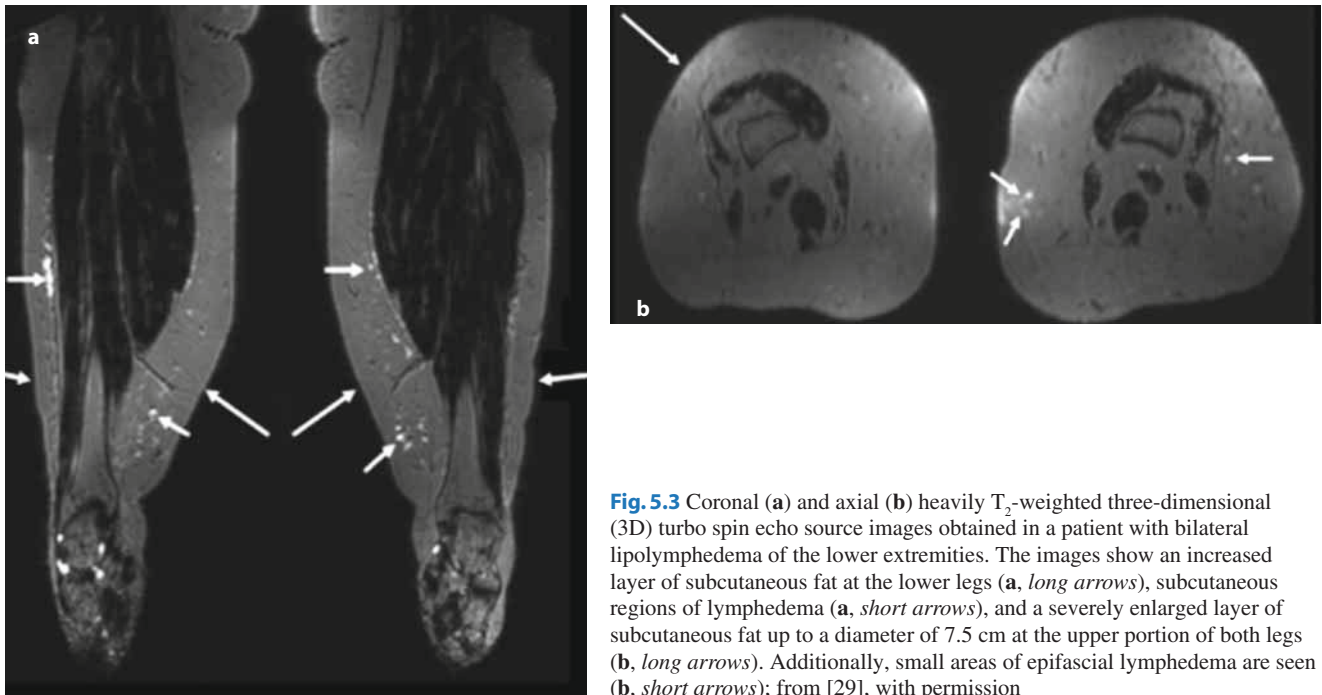 a
b
Fig. 5.3 Coronal (a) and axial (b) heavily T2-weighted three-dimensional
(3D) turbo spin echo source images obtained in a patient with bilateral
lipolymphedema of the lower extremities. The images show an increased
layer of subcutaneous fat at the lower legs (a, long arrows), subcutaneous
regions of lymphedema (a, short arrows), and a severely enlarged layer of
subcutaneous fat up to a diameter of 7.5 cm at the upper portion of both legs
(b, long arrows). Additionally, small areas of epifascial lymphedema are seen
(b, short arrows); from [29], with permission